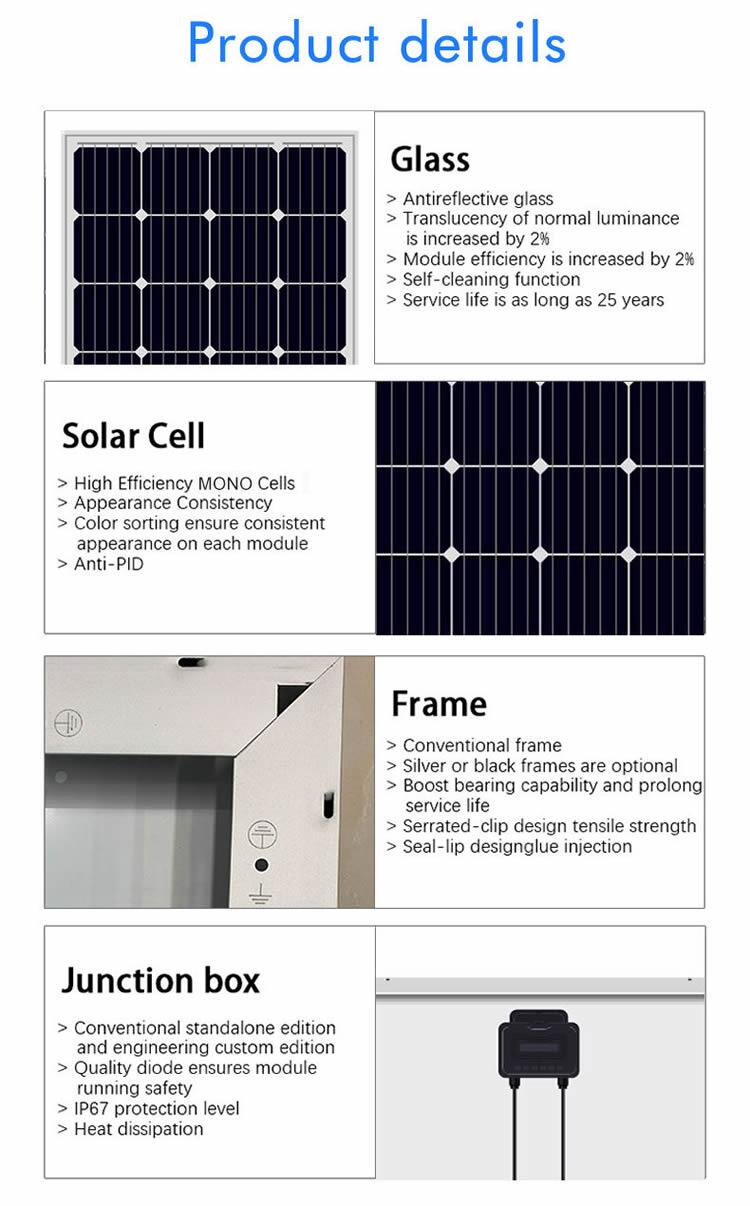 Product details
Glass
> Antireflective glass
> Translucency of normal luminance
is increased by 2%
> Module efficiency is increased by 2%
> Self-cleaning function
> Service life is as long as 25 years
Solar Cell
> High Efficiency MONO Cells
> Appearance Consistency
> Color sorting ensure consistent
appearance on each module
> Anti-PID
Frame
> Conventional frame
> Silver or black frames are optional
> Boost bearing capability and prolong
service life
> Serrated-clip design tensile strength
> Seal-lip designglue injection
Junction box
> Conventional standalone edition
and engineering custom edition
> Quality diode ensures module
running safety
> IP67 protection level
> Heat dissipation